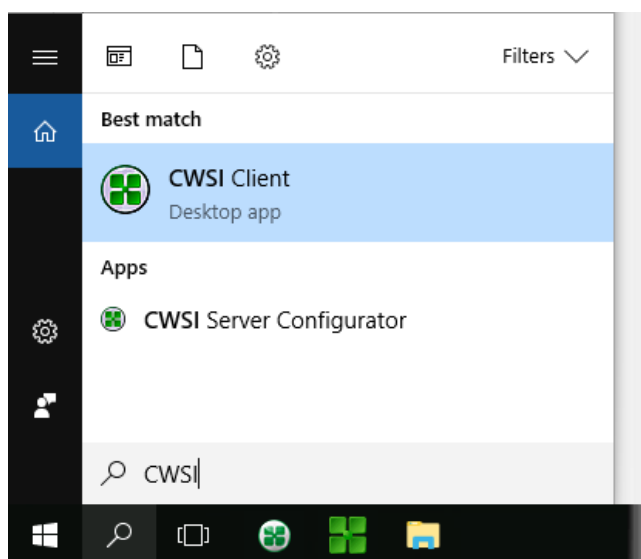 Filters
Best match
CWSI Client
Desktop app
Apps
CWSI Server Configurator
CWSI